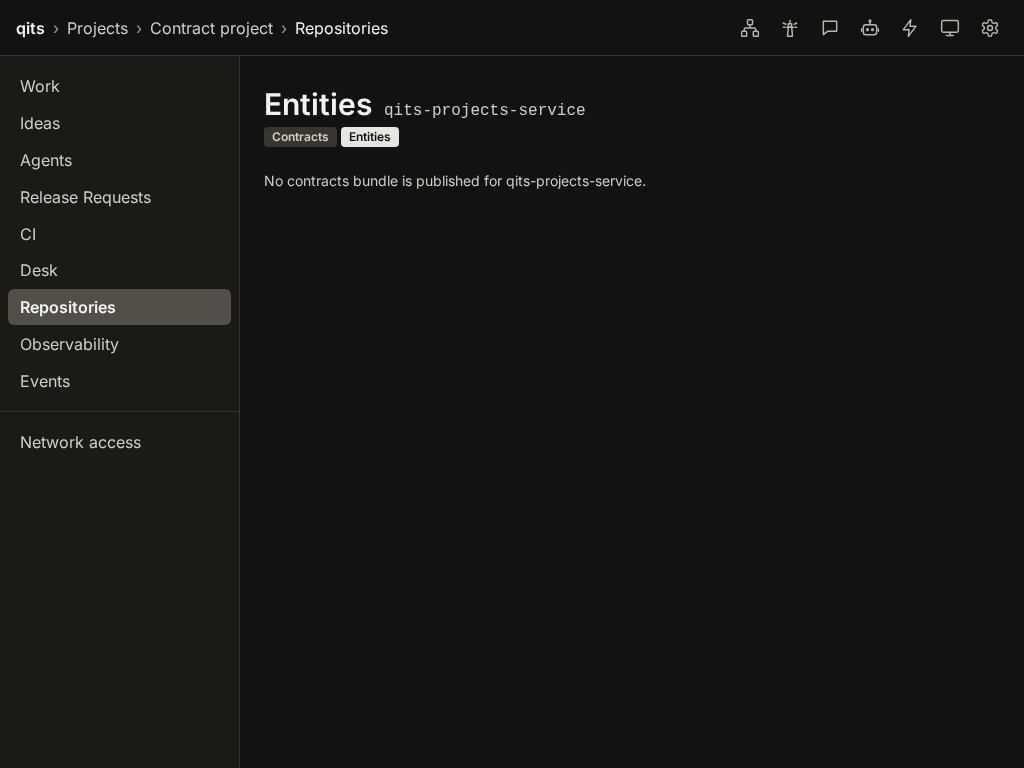 qits › Projects › Contract project › Repositories
Work
Ideas
Agents
Release Requests
CI
Desk
Repositories
Observability
Events
Network access
Entities qits-projects-service
Contracts Entities
No contracts bundle is published for qits-projects-service.